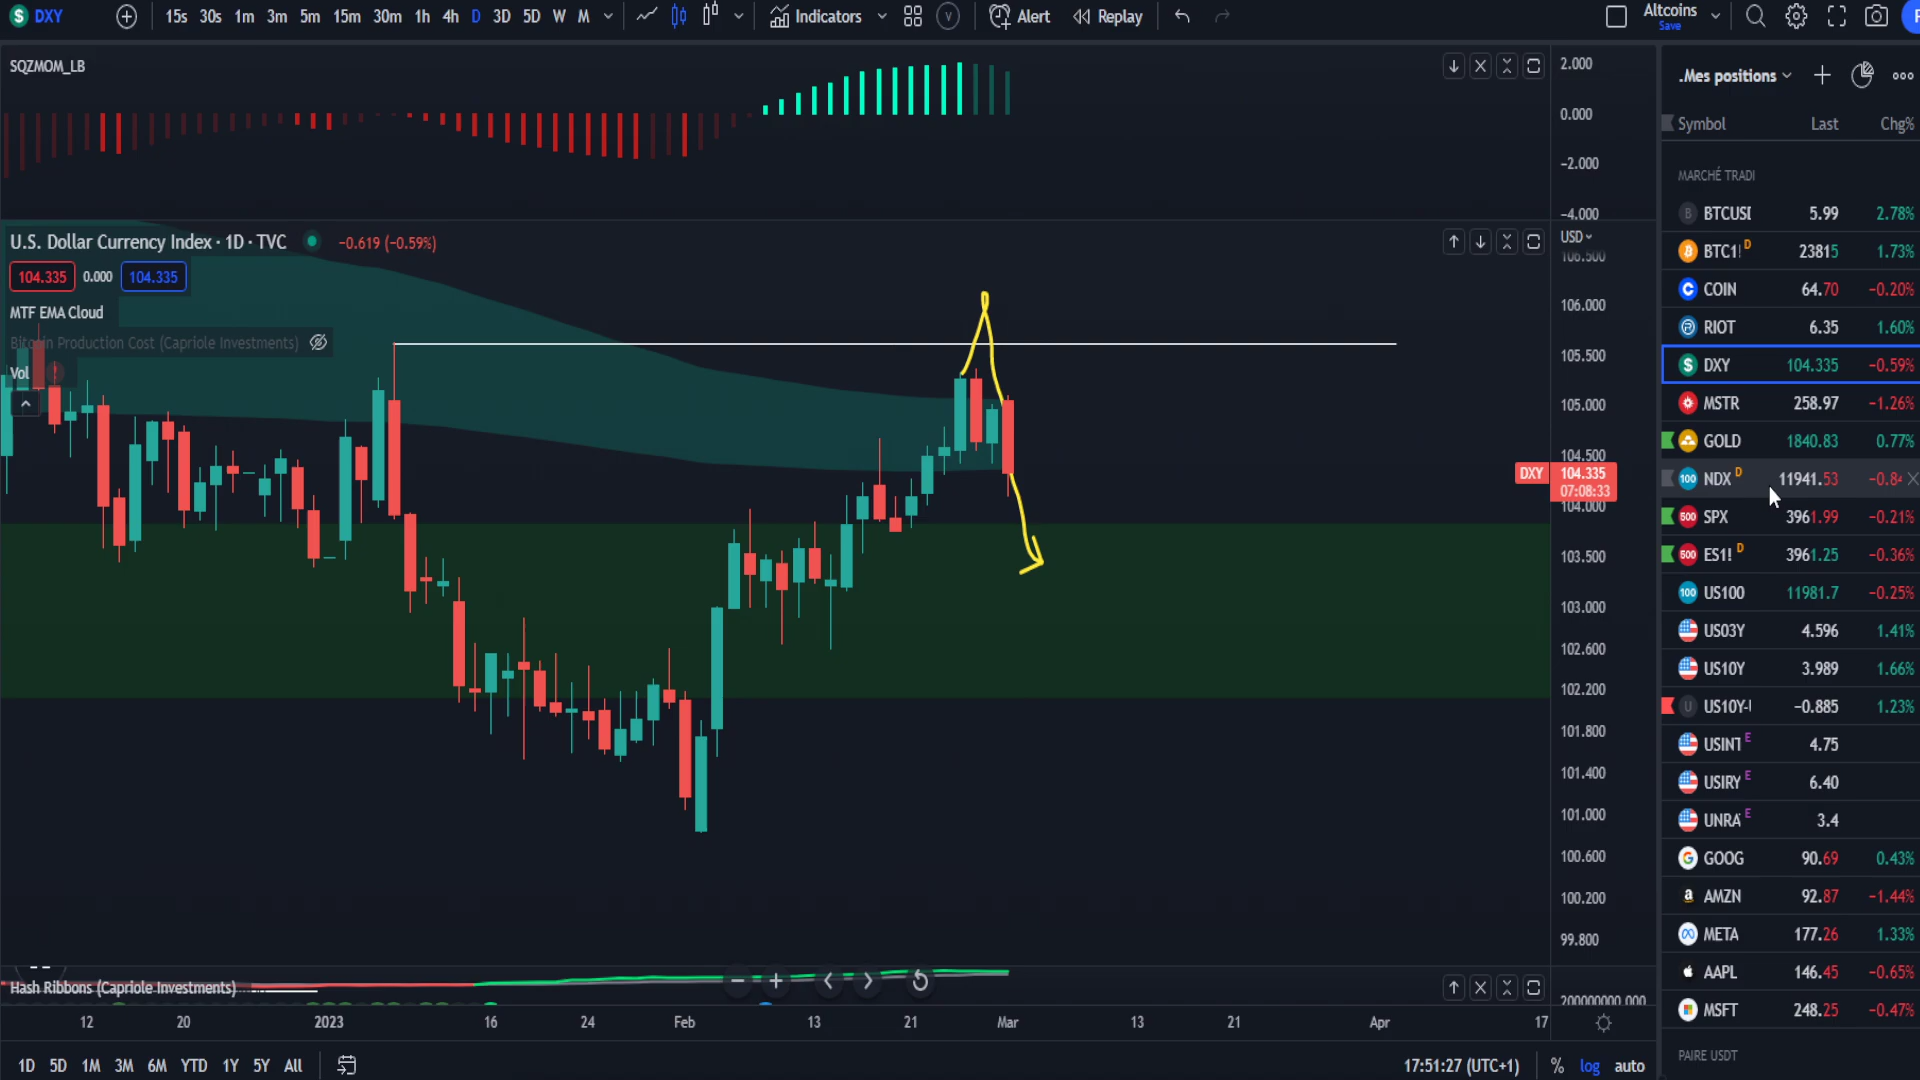 DXY 15s 30s 1m 3m 5m 15m 30m 1h 4h D 3D 5D W M Indicators V Alert Replay Altcoins
Save
SQZMOM_LB
2.000
0.000
−2.000
−4.000
U.S. Dollar Currency Index · 1D · TVC −0.619 (−0.59%)
104.335 0.000 104.335
MTF EMA Cloud
Bitcoin Production Cost (Capriole Investments)
Vol
USD
106.500
106.000
105.500
105.000
104.500
DXY 104.335
07:08:33
104.000
103.500
103.000
102.600
102.200
101.800
101.400
101.000
100.600
100.200
99.800
Hash Ribbons (Capriole Investments)
200000000.000
12 20 2023 16 24 Feb 13 21 Mar 13 21 Apr 17
1D 5D 1M 3M 6M YTD 1Y 5Y All 17:51:27 (UTC+1) % log auto
.Mes positions
Symbol Last Chg%
MARCHÉ TRADI
BTCUSI 5.99 2.78%
BTC1! D 23815 1.73%
COIN 64.70 −0.20%
RIOT 6.35 1.60%
DXY 104.335 −0.59%
MSTR 258.97 −1.26%
GOLD 1840.83 0.77%
100 NDX D 11941.53 −0.84
500 SPX 3961.99 −0.21%
500 ES1! D 3961.25 −0.36%
100 US100 11981.7 −0.25%
US03Y 4.596 1.41%
US10Y 3.989 1.66%
U US10Y-I −0.885 1.23%
USINT E 4.75
USIRY E 6.40
UNRA E 3.4
GOOG 90.69 0.43%
AMZN 92.87 −1.44%
META 177.26 1.33%
AAPL 146.45 −0.65%
MSFT 248.25 −0.47%
PAIRE USDT